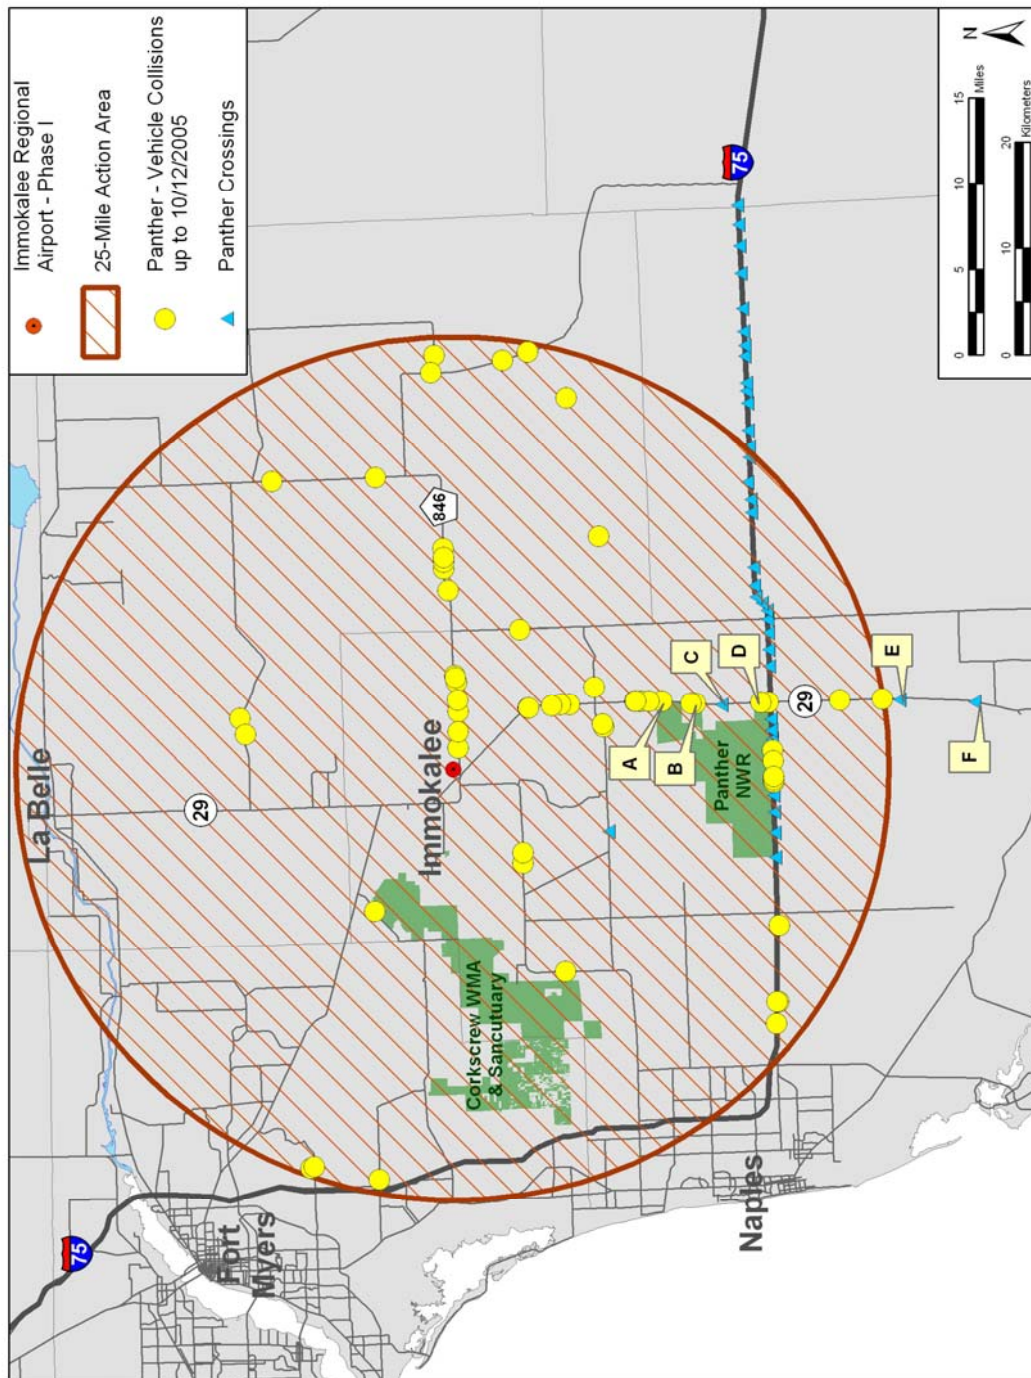 Immokalee Regional
Airport - Phase I
25-Mile Action Area
Panther - Vehicle Collisions
up to 10/12/2005
Panther Crossings
La Belle
29
846
Immokalee
Corkscrew WMA
& Sancutuary
75
Fort
Myers
Naples
A
B
C
D
Panther
NWR
29
E
F
75
N
0
5
10
15
Miles
0
10
20
Kilometers